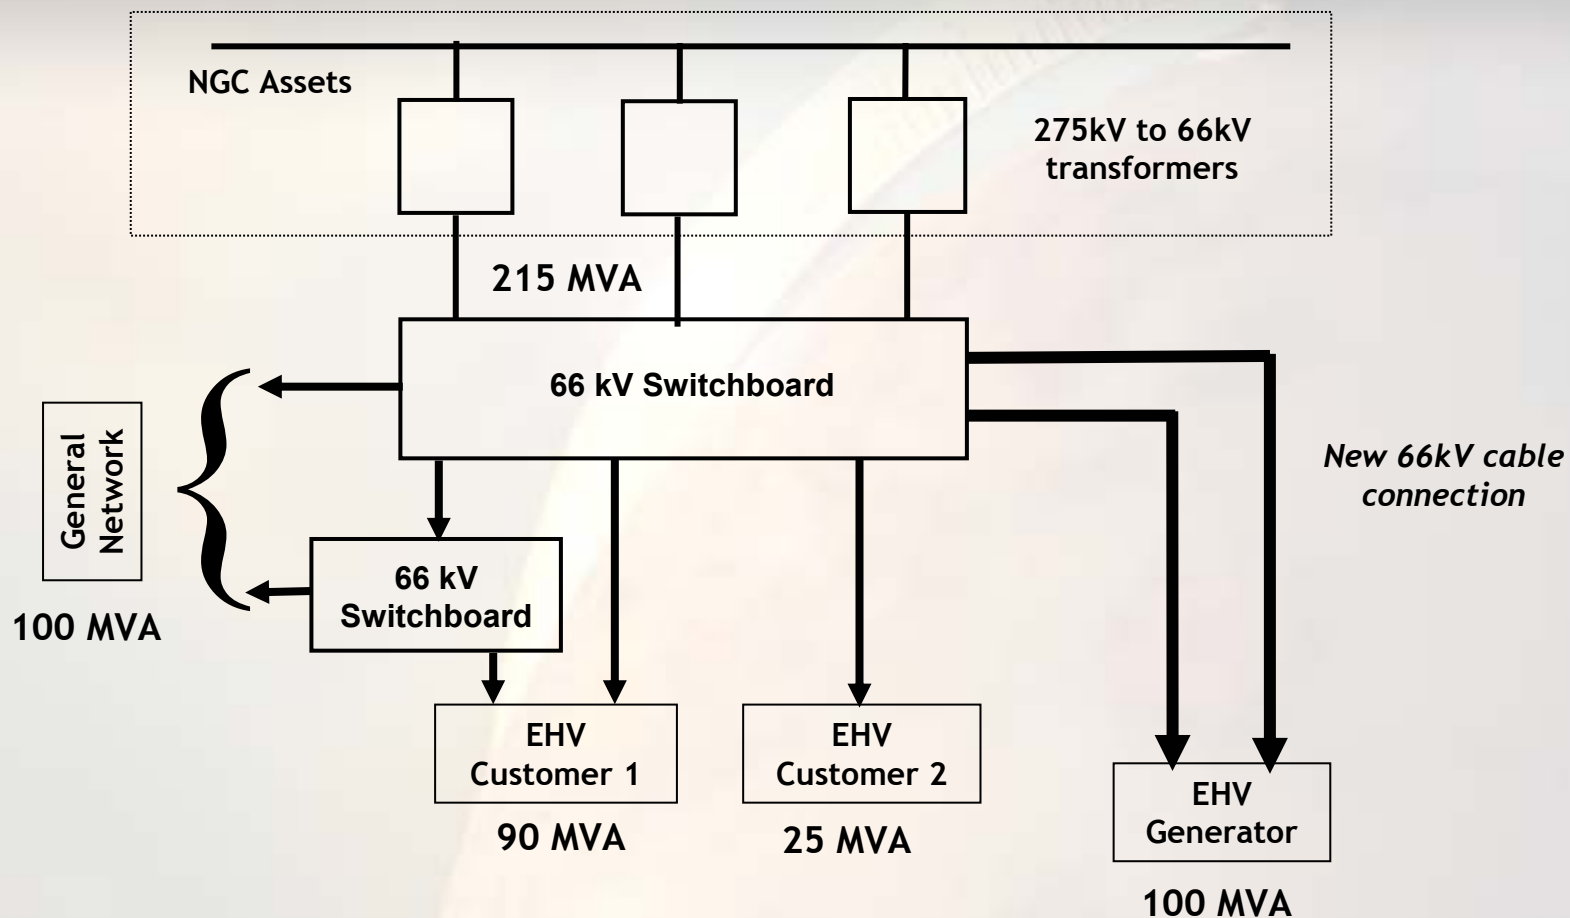 NGC Assets
275kV to 66kV
transformers
215 MVA
66 kV Switchboard
General
Network
100 MVA
New 66kV cable
connection
66 kV
Switchboard
EHV
Customer 1
90 MVA
EHV
Customer 2
25 MVA
EHV
Generator
100 MVA